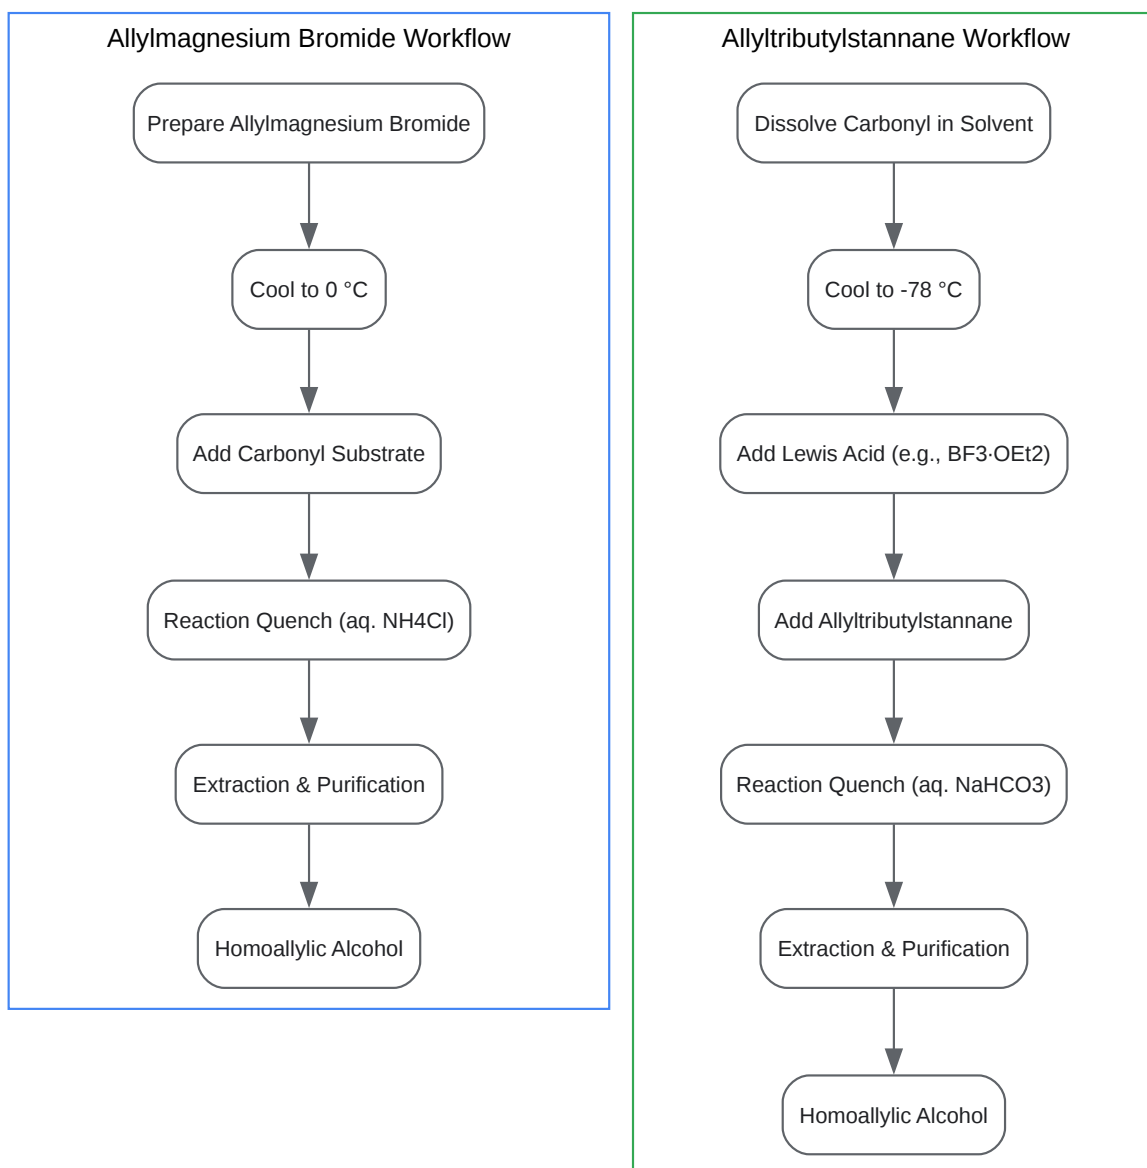 Allylmagnesium Bromide Workflow
Prepare Allylmagnesium Bromide
Cool to 0 °C
Add Carbonyl Substrate
Reaction Quench (aq. NH4Cl)
Extraction & Purification
Homoallylic Alcohol
Allyltributylstannane Workflow
Dissolve Carbonyl in Solvent
Cool to -78 °C
Add Lewis Acid (e.g., BF3·OEt2)
Add Allyltributylstannane
Reaction Quench (aq. NaHCO3)
Extraction & Purification
Homoallylic Alcohol